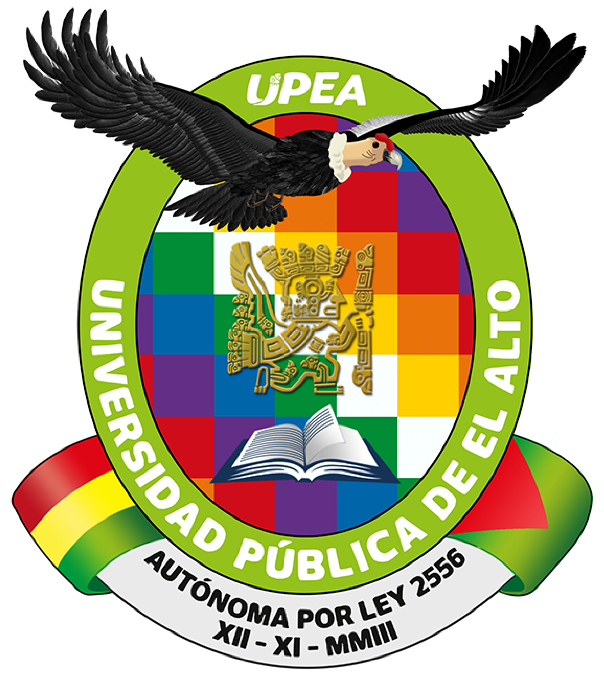 UPEA
UNIVERSIDAD PÚBLICA DE EL ALTO
AUTÓNOMA POR LEY 2556
XII - XI - MMIII